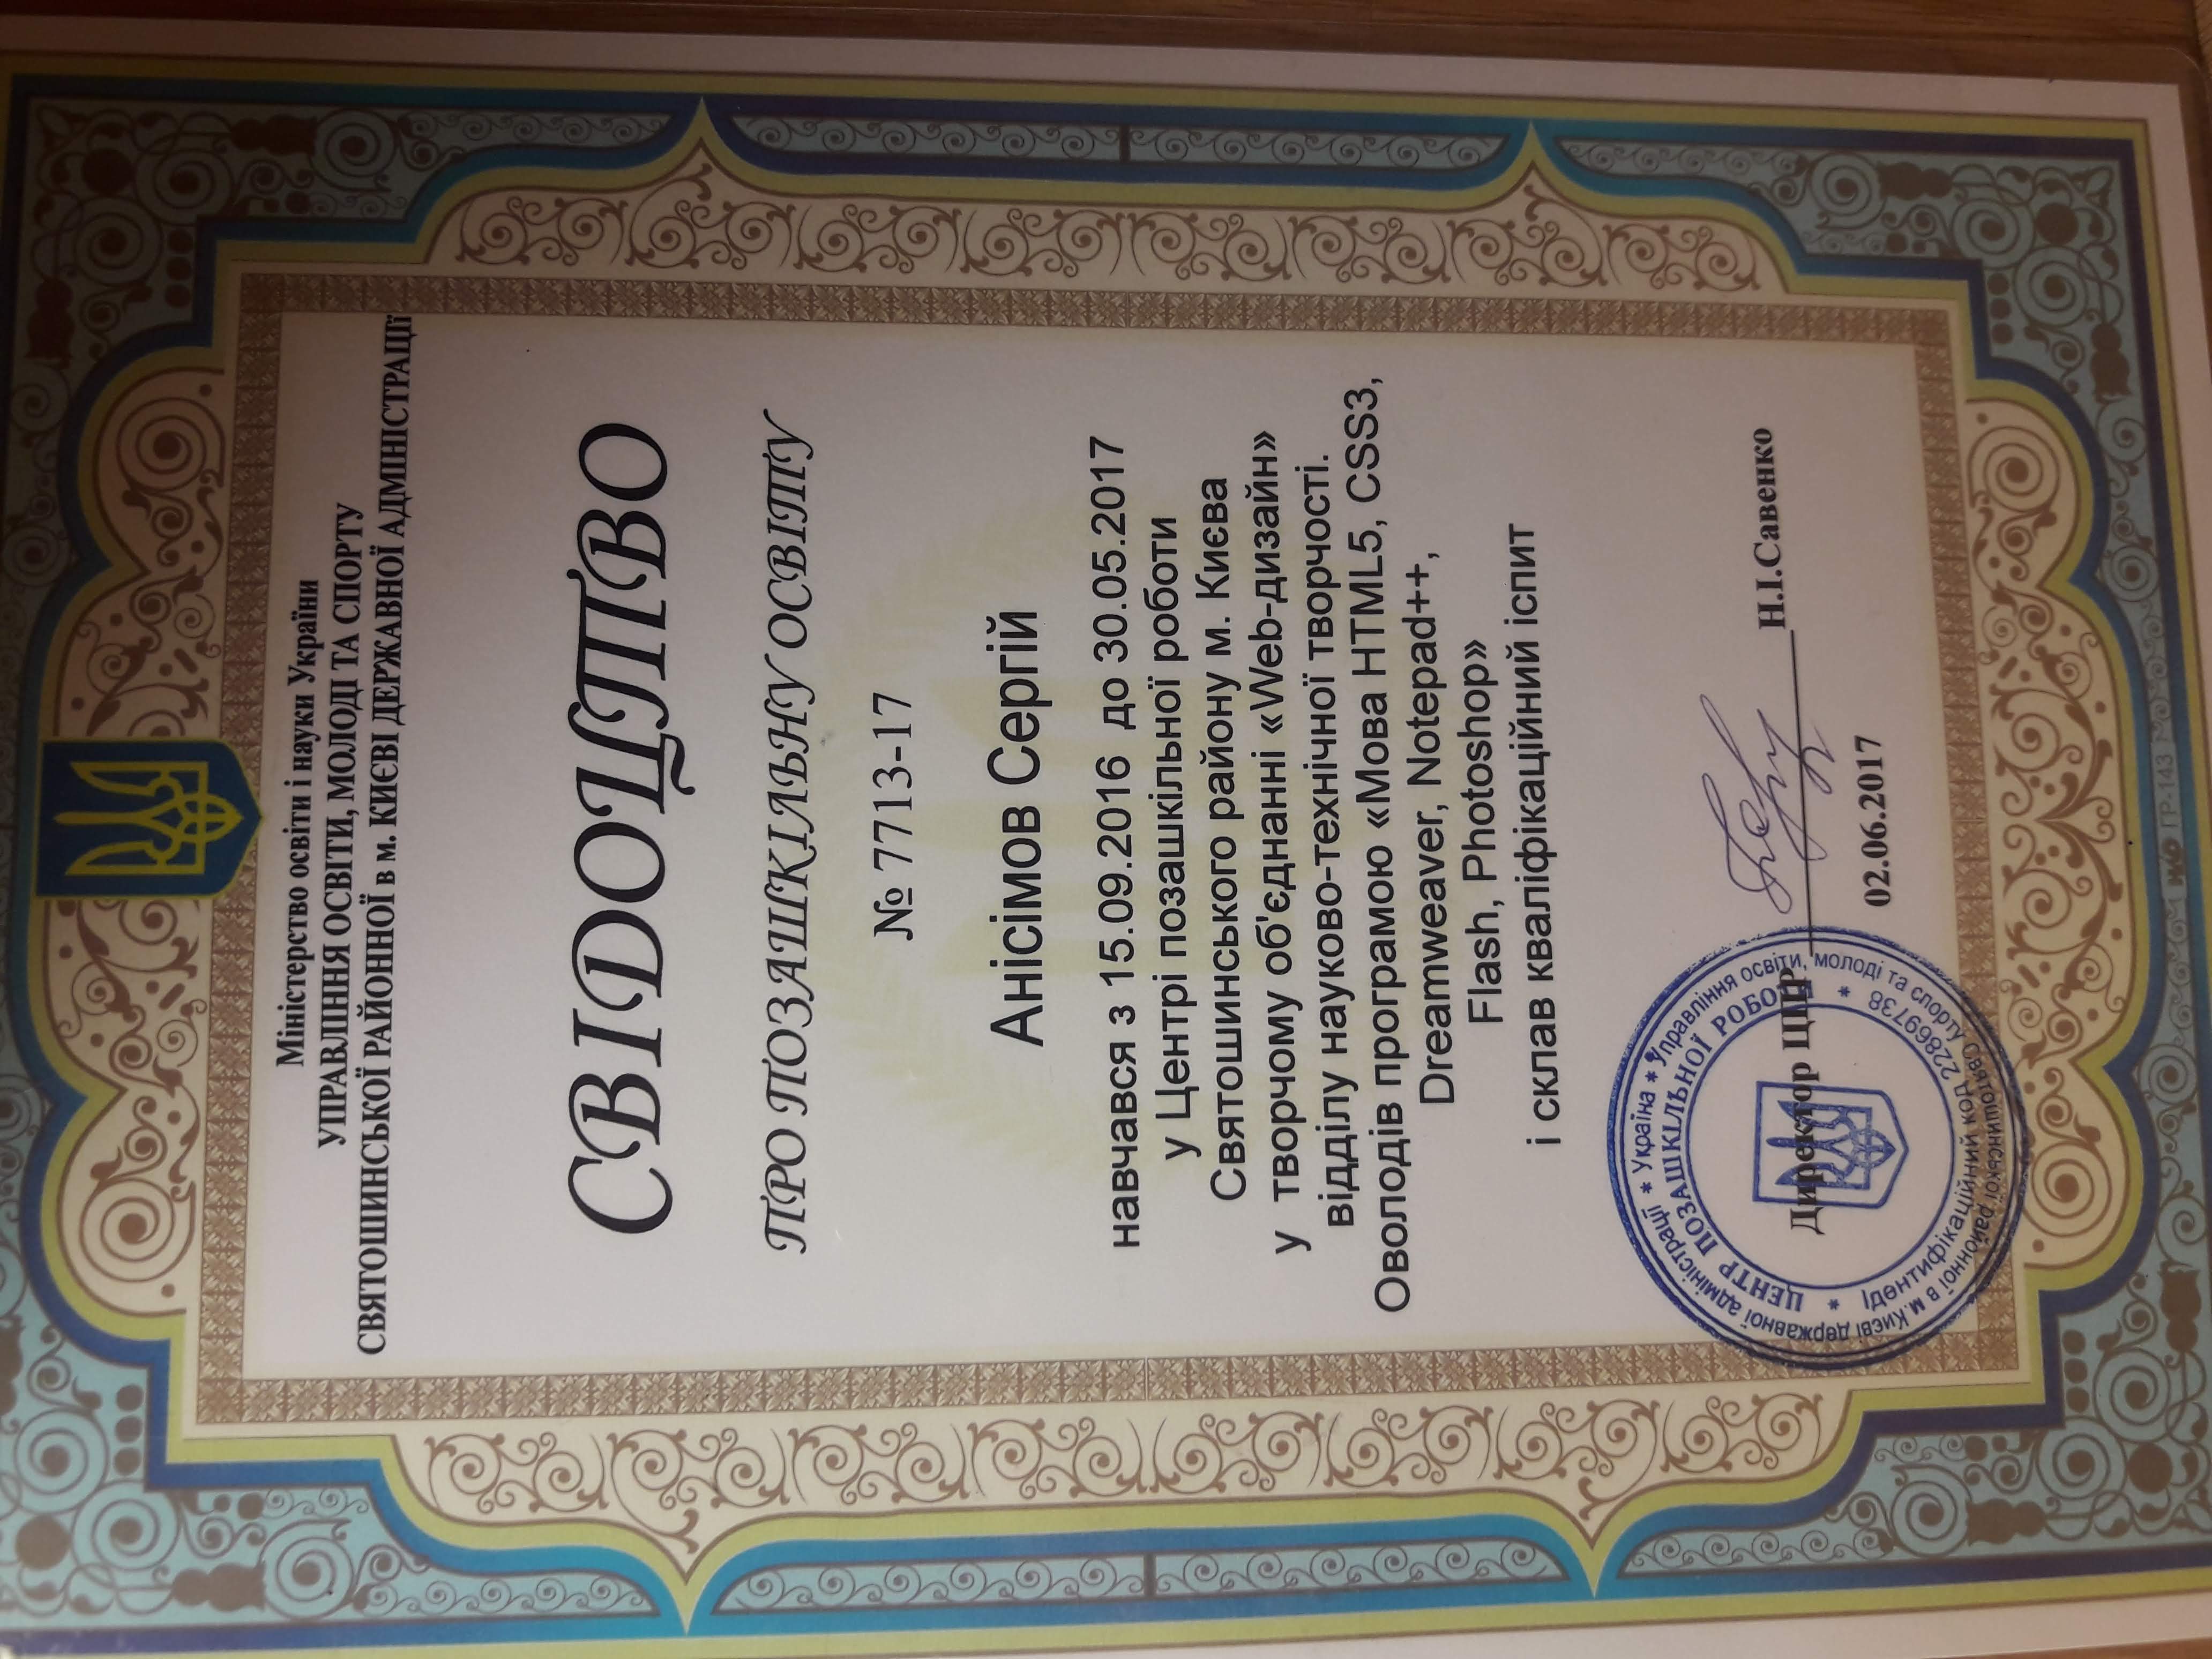 Міністерство освіти і науки України
УПРАВЛІННЯ ОСВІТИ, МОЛОДІ ТА СПОРТУ
СВЯТОШИНСЬКОЇ РАЙОННОЇ в м. КИЄВІ ДЕРЖАВНОЇ АДМІНІСТРАЦІЇ
СВІДОЦТВО
ПРО ПОЗАШКІЛЬНУ ОСВІТУ
№ 7713-17
Анісімов Сергій
навчався з 15.09.2016 до 30.05.2017
у Центрі позашкільної роботи
Святошинського району м. Києва
у творчому об'єднанні «Web-дизайн»
відділу науково-технічної творчості.
Оволодів програмою «Мова HTML5, CSS3,
Dreamweaver, Notepad++,
Flash, Photoshop»
і склав кваліфікаційний іспит
* Україна * Управління освіти, молоді та спорту Святошинської районної в м.Києві державної адміністрації
* ЦЕНТР ПОЗАШКІЛЬНОЇ РОБОТИ *
Ідентифікаційний код 22869738
Директор ЦПР Н.І.Савенко
02.06.2017
ГР-143